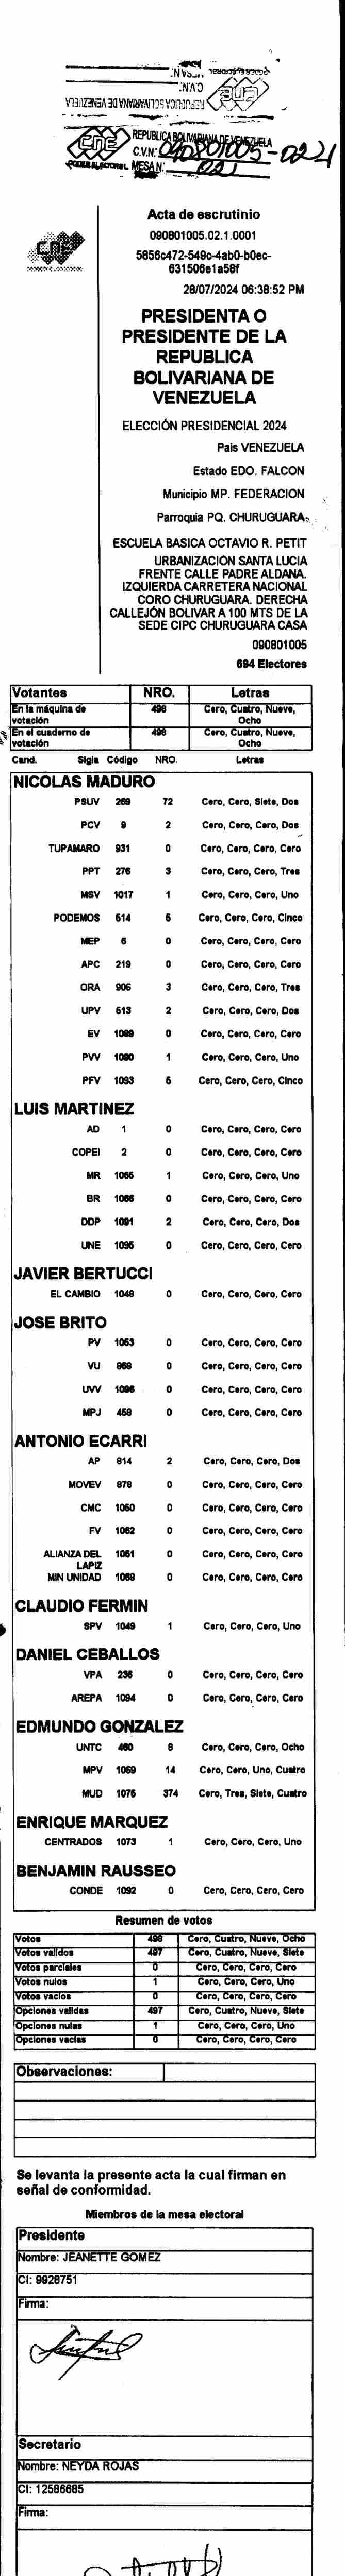 REPUBLICA BOLIVARIANA DE VENEZUELA
C.V.N.:
MESA N.:
CNE
REPUBLICA BOLIVARIANA DE VENEZUELA
C.V.N.: 090801005-02-21
PODER ELECTORAL MESA N.: 021
CNE
Acta de escrutinio
090801005.02.1.0001
5856c472-549c-4ab0-b0ec-
631506e1a56f
28/07/2024 06:38:52 PM
PRESIDENTA O
PRESIDENTE DE LA
REPUBLICA
BOLIVARIANA DE
VENEZUELA
ELECCIÓN PRESIDENCIAL 2024
Pais VENEZUELA
Estado EDO. FALCON
Municipio MP. FEDERACION
Parroquia PQ. CHURUGUARA
ESCUELA BASICA OCTAVIO R. PETIT
URBANIZACIÓN SANTA LUCIA
FRENTE CALLE PADRE ALDANA.
IZQUIERDA CARRETERA NACIONAL
CORO CHURUGUARA. DERECHA
CALLEJÓN BOLIVAR A 100 MTS DE LA
SEDE CIPC CHURUGUARA CASA
090801005
694 Electores
Votantes NRO. Letras
En la máquina de votación 498 Cero, Cuatro, Nueve, Ocho
En el cuaderno de votación 498 Cero, Cuatro, Nueve, Ocho
Cand. Sigla Código NRO. Letras
NICOLAS MADURO
PSUV 269 72 Cero, Cero, Siete, Dos
PCV 9 2 Cero, Cero, Cero, Dos
TUPAMARO 931 0 Cero, Cero, Cero, Cero
PPT 276 3 Cero, Cero, Cero, Tres
MSV 1017 1 Cero, Cero, Cero, Uno
PODEMOS 514 5 Cero, Cero, Cero, Cinco
MEP 6 0 Cero, Cero, Cero, Cero
APC 219 0 Cero, Cero, Cero, Cero
ORA 906 3 Cero, Cero, Cero, Tres
UPV 513 2 Cero, Cero, Cero, Dos
EV 1089 0 Cero, Cero, Cero, Cero
PVV 1090 1 Cero, Cero, Cero, Uno
PFV 1093 5 Cero, Cero, Cero, Cinco
LUIS MARTINEZ
AD 1 0 Cero, Cero, Cero, Cero
COPEI 2 0 Cero, Cero, Cero, Cero
MR 1055 1 Cero, Cero, Cero, Uno
BR 1066 0 Cero, Cero, Cero, Cero
DDP 1091 2 Cero, Cero, Cero, Dos
UNE 1095 0 Cero, Cero, Cero, Cero
JAVIER BERTUCCI
EL CAMBIO 1048 0 Cero, Cero, Cero, Cero
JOSE BRITO
PV 1053 0 Cero, Cero, Cero, Cero
VU 868 0 Cero, Cero, Cero, Cero
UVV 1096 0 Cero, Cero, Cero, Cero
MPJ 458 0 Cero, Cero, Cero, Cero
ANTONIO ECARRI
AP 814 2 Cero, Cero, Cero, Dos
MOVEV 878 0 Cero, Cero, Cero, Cero
CMC 1050 0 Cero, Cero, Cero, Cero
FV 1062 0 Cero, Cero, Cero, Cero
ALIANZA DEL 1051 0 Cero, Cero, Cero, Cero
LAPIZ
MIN UNIDAD 1069 0 Cero, Cero, Cero, Cero
CLAUDIO FERMIN
SPV 1049 1 Cero, Cero, Cero, Uno
DANIEL CEBALLOS
VPA 236 0 Cero, Cero, Cero, Cero
AREPA 1094 0 Cero, Cero, Cero, Cero
EDMUNDO GONZALEZ
UNTC 480 8 Cero, Cero, Cero, Ocho
MPV 1069 14 Cero, Cero, Uno, Cuatro
MUD 1075 374 Cero, Tres, Siete, Cuatro
ENRIQUE MARQUEZ
CENTRADOS 1073 1 Cero, Cero, Cero, Uno
BENJAMIN RAUSSEO
CONDE 1092 0 Cero, Cero, Cero, Cero
Resumen de votos
Votos 498 Cero, Cuatro, Nueve, Ocho
Votos validos 497 Cero, Cuatro, Nueve, Siete
Votos parciales 0 Cero, Cero, Cero, Cero
Votos nulos 1 Cero, Cero, Cero, Uno
Votos vacios 0 Cero, Cero, Cero, Cero
Opciones validas 497 Cero, Cuatro, Nueve, Siete
Opciones nulas 1 Cero, Cero, Cero, Uno
Opciones vacias 0 Cero, Cero, Cero, Cero
Observaciones:
Se levanta la presente acta la cual firman en
señal de conformidad.
Miembros de la mesa electoral
Presidente
Nombre: JEANETTE GOMEZ
CI: 9928751
Firma:
Secretario
Nombre: NEYDA ROJAS
CI: 12586685
Firma: